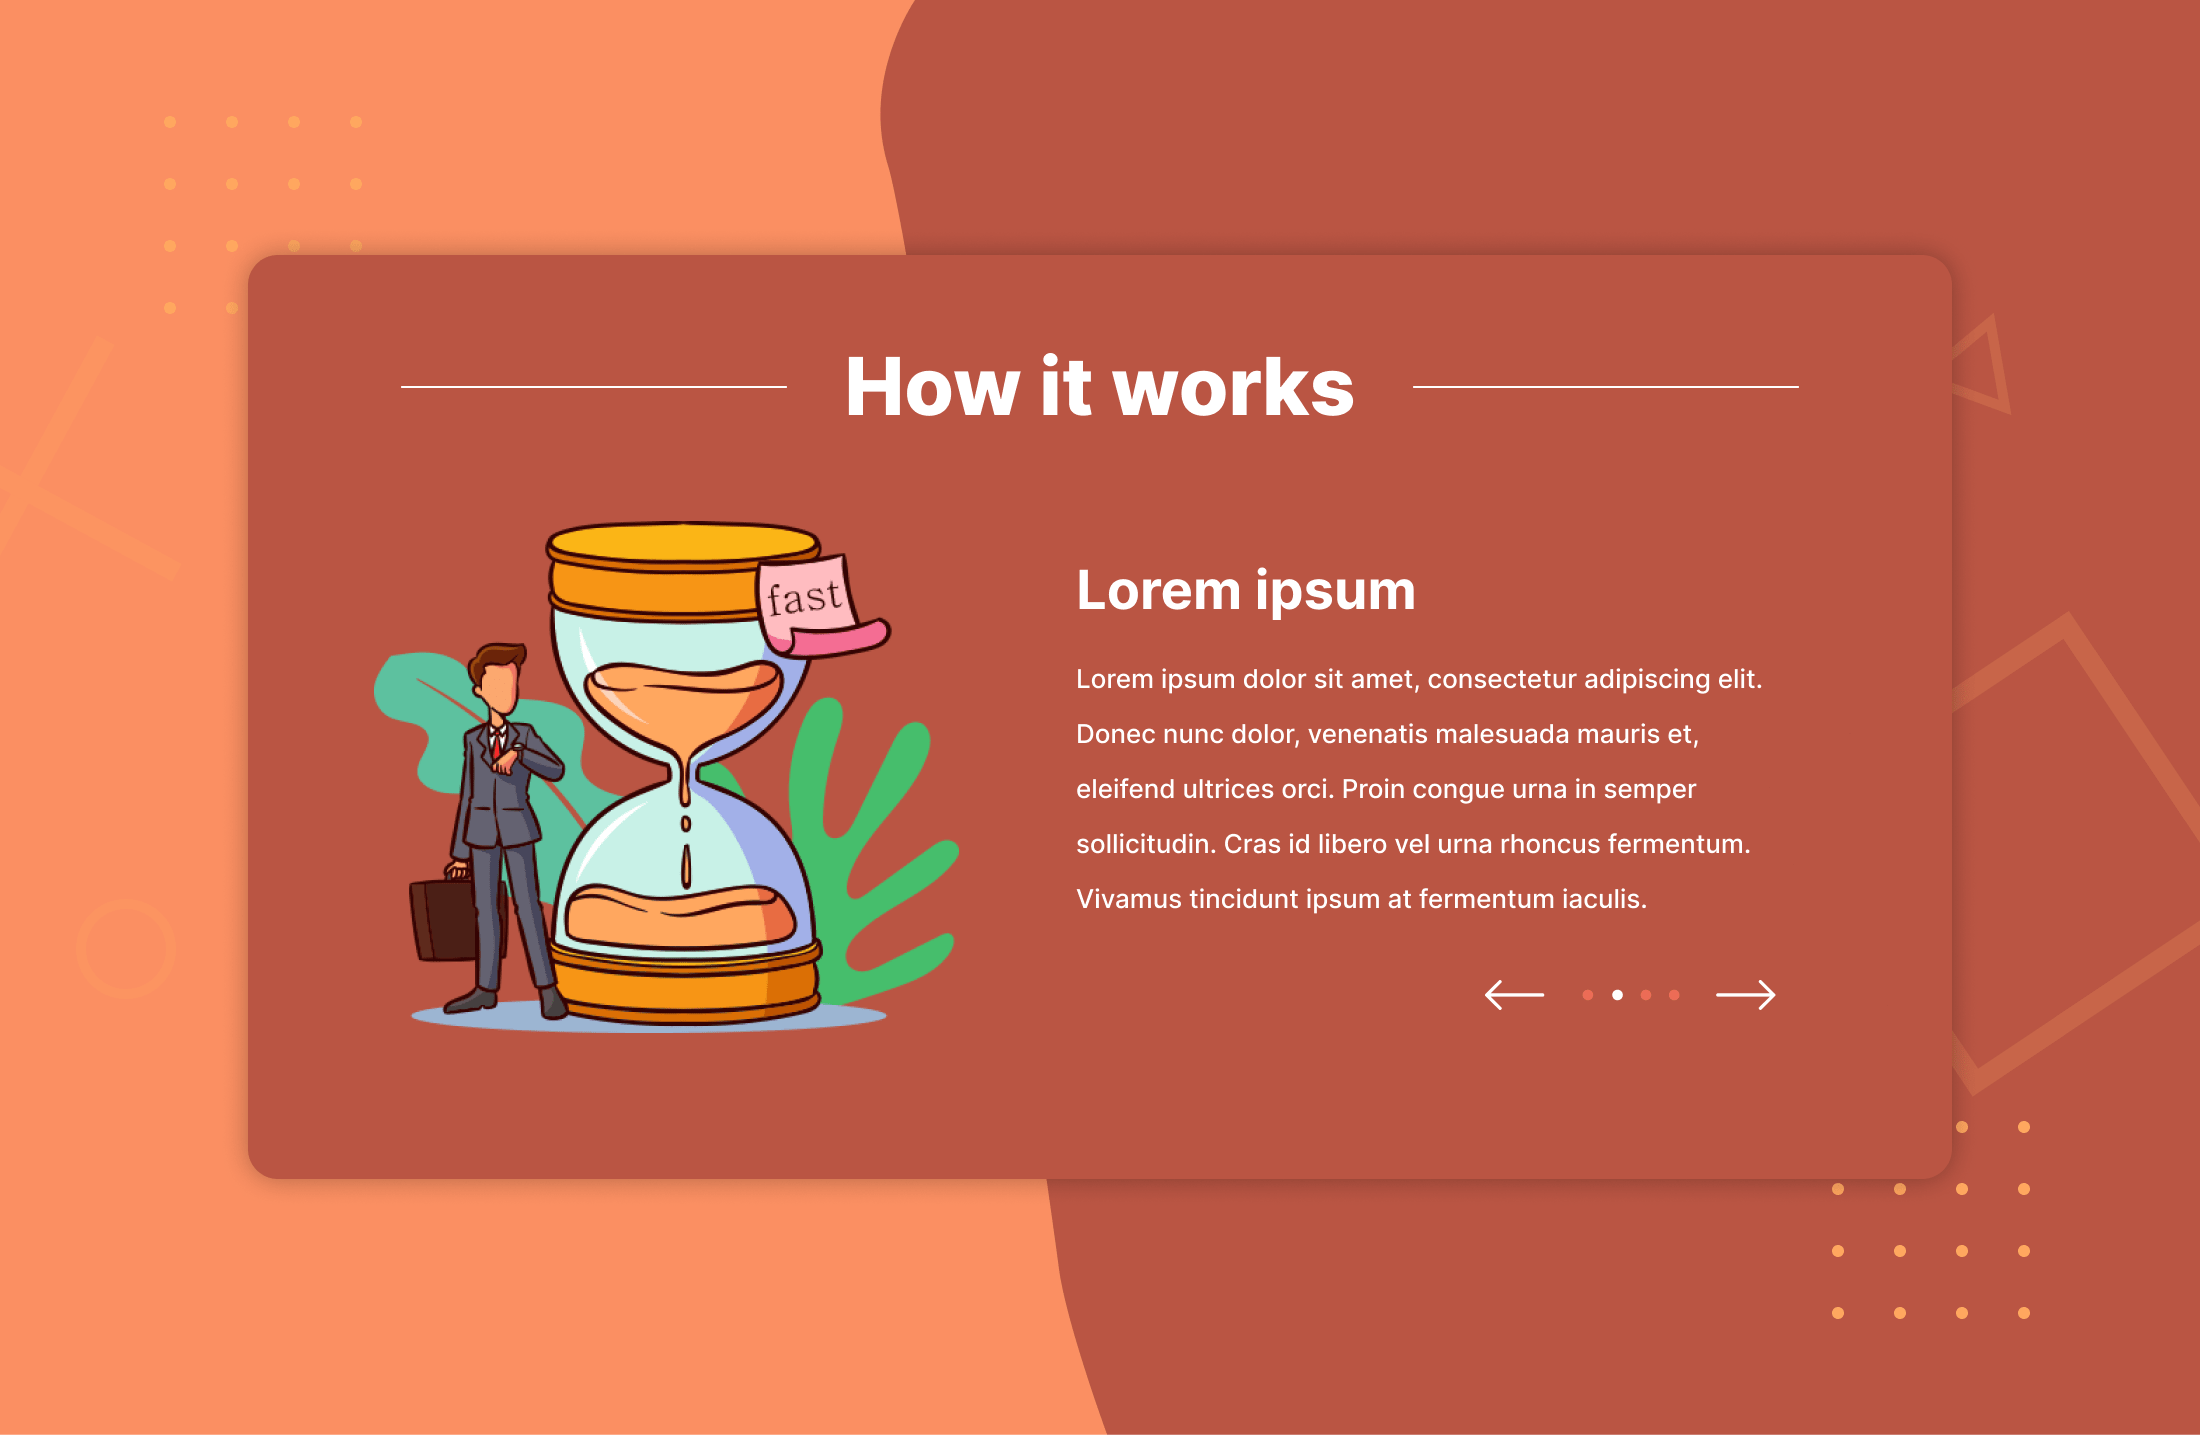 How it works
fast
Lorem ipsum
Lorem ipsum dolor sit amet, consectetur adipiscing elit.
Donec nunc dolor, venenatis malesuada mauris et,
eleifend ultrices orci. Proin congue urna in semper
sollicitudin. Cras id libero vel urna rhoncus fermentum.
Vivamus tincidunt ipsum at fermentum iaculis.